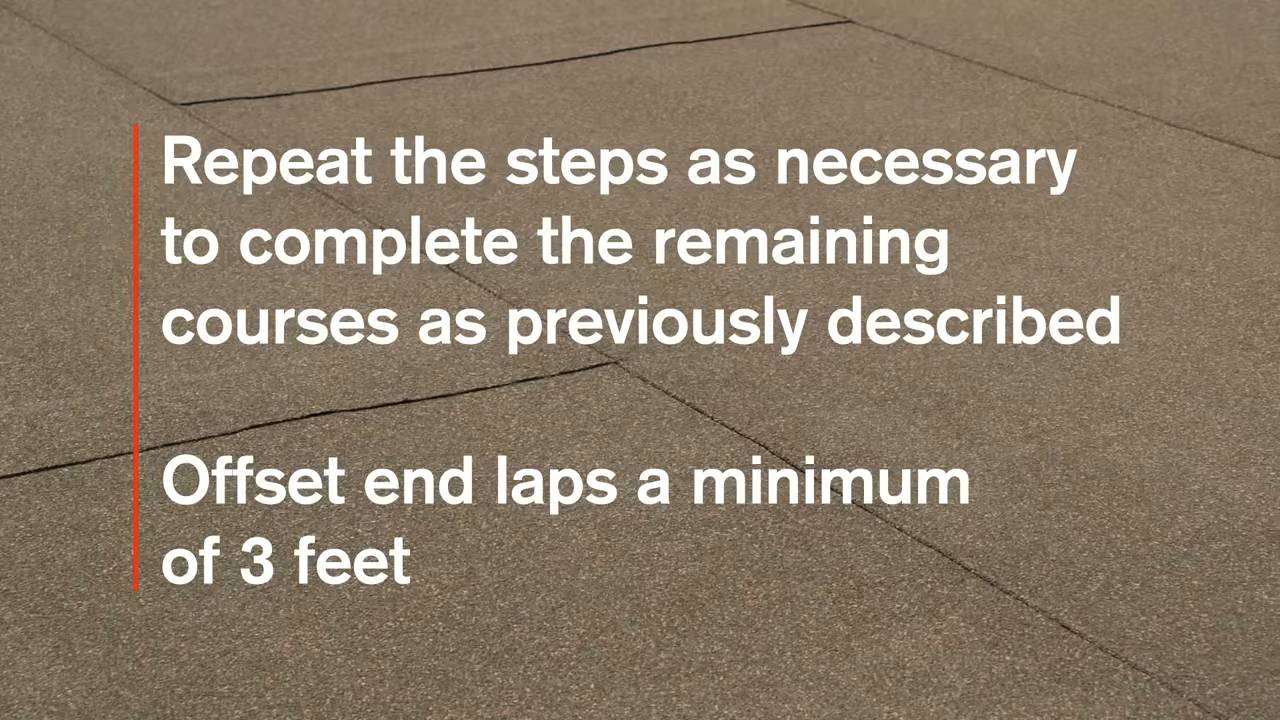 Repeat the steps as necessary
to complete the remaining
courses as previously described
Offset end laps a minimum
of 3 feet